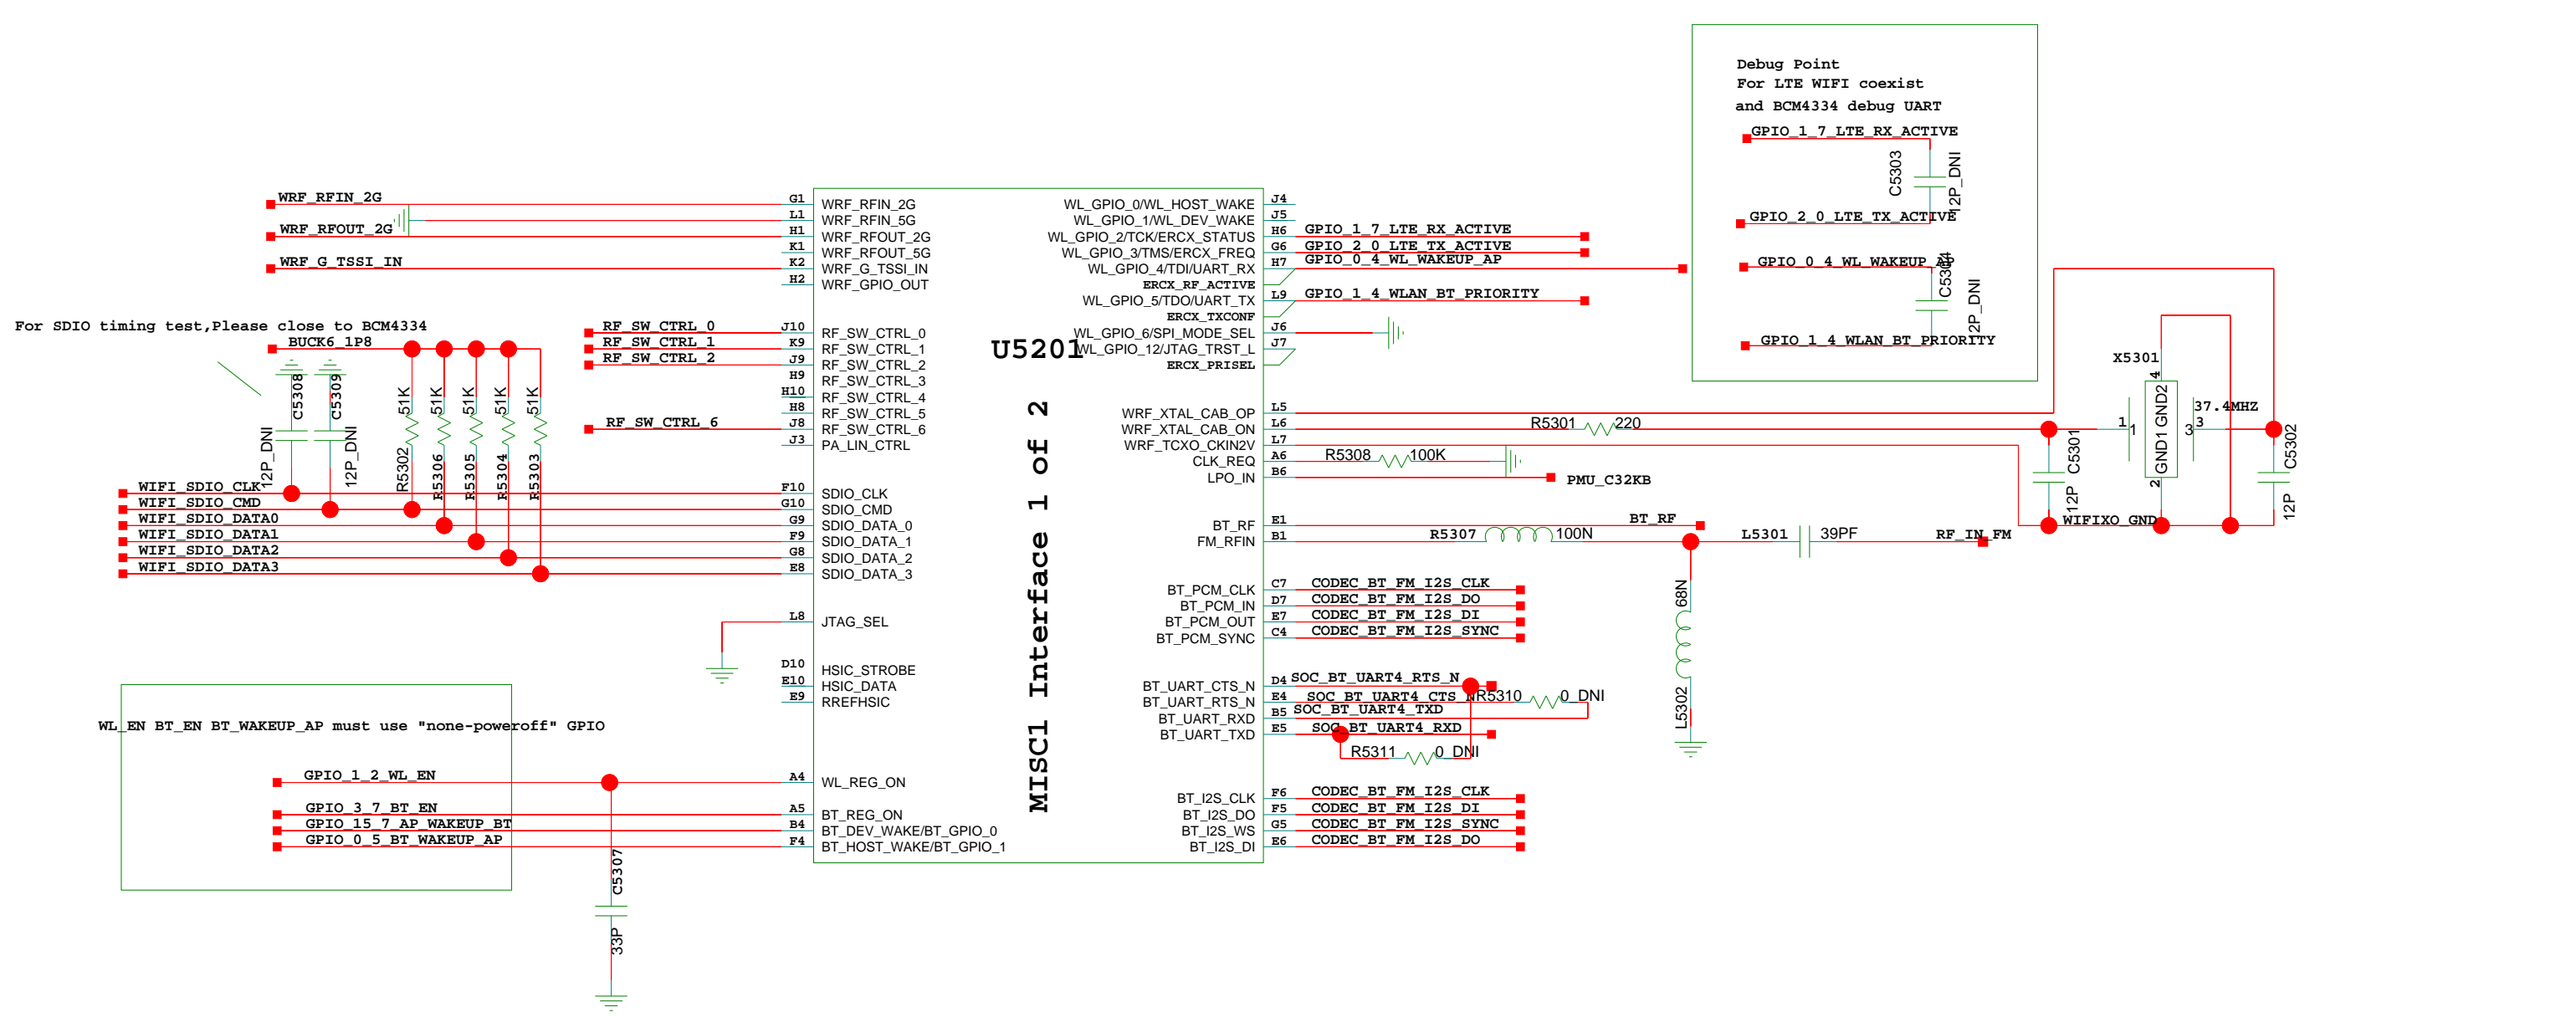 Debug Point
For LTE WIFI coexist
and BCM4334 debug UART
GPIO_1_7_LTE_RX_ACTIVE
C5303
12P_DNI
GPIO_2_0_LTE_TX_ACTIVE
GPIO_0_4_WL_WAKEUP_AP
C5304
12P_DNI
GPIO_1_4_WLAN_BT_PRIORITY
WRF_RFIN_2G
WRF_RFOUT_2G
WRF_G_TSSI_IN
For SDIO timing test,Please close to BCM4334
BUCK6_1P8
C5308
12P_DNI
C5309
12P_DNI
51K
R5302
51K
R5306
51K
R5305
51K
R5304
51K
R5303
RF_SW_CTRL_0
RF_SW_CTRL_1
RF_SW_CTRL_2
RF_SW_CTRL_6
WIFI_SDIO_CLK
WIFI_SDIO_CMD
WIFI_SDIO_DATA0
WIFI_SDIO_DATA1
WIFI_SDIO_DATA2
WIFI_SDIO_DATA3
WL_EN BT_EN BT_WAKEUP_AP must use "none-poweroff" GPIO
GPIO_1_2_WL_EN
GPIO_3_7_BT_EN
GPIO_15_7_AP_WAKEUP_BT
GPIO_0_5_BT_WAKEUP_AP
C5307
33P
G1 WRF_RFIN_2G
L1 WRF_RFIN_5G
H1 WRF_RFOUT_2G
K1 WRF_RFOUT_5G
K2 WRF_G_TSSI_IN
H2 WRF_GPIO_OUT
J10 RF_SW_CTRL_0
K9 RF_SW_CTRL_1
J9 RF_SW_CTRL_2
H9 RF_SW_CTRL_3
H10 RF_SW_CTRL_4
H8 RF_SW_CTRL_5
J8 RF_SW_CTRL_6
J3 PA_LIN_CTRL
F10 SDIO_CLK
G10 SDIO_CMD
G9 SDIO_DATA_0
F9 SDIO_DATA_1
G8 SDIO_DATA_2
E8 SDIO_DATA_3
L8 JTAG_SEL
D10 HSIC_STROBE
E10 HSIC_DATA
E9 RREFHSIC
A4 WL_REG_ON
A5 BT_REG_ON
B4 BT_DEV_WAKE/BT_GPIO_0
F4 BT_HOST_WAKE/BT_GPIO_1
U5201
MISC1 Interface 1 of 2
WL_GPIO_0/WL_HOST_WAKE J4
WL_GPIO_1/WL_DEV_WAKE J5
WL_GPIO_2/TCK/ERCX_STATUS H6 GPIO_1_7_LTE_RX_ACTIVE
WL_GPIO_3/TMS/ERCX_FREQ G6 GPIO_2_0_LTE_TX_ACTIVE
WL_GPIO_4/TDI/UART_RX H7 GPIO_0_4_WL_WAKEUP_AP
ERCX_RF_ACTIVE
WL_GPIO_5/TDO/UART_TX L9 GPIO_1_4_WLAN_BT_PRIORITY
ERCX_TXCONF
WL_GPIO_6/SPI_MODE_SEL J6
WL_GPIO_12/JTAG_TRST_L J7
ERCX_PRISEL
WRF_XTAL_CAB_OP L5
WRF_XTAL_CAB_ON L6 R5301 220
WRF_TCXO_CKIN2V L7
CLK_REQ A6 R5308 100K
LPO_IN B6 PMU_C32KB
BT_RF E1 BT_RF
FM_RFIN B1 R5307 100N L5301 39PF RF_IN_FM
68N
L5302
BT_PCM_CLK C7 CODEC_BT_FM_I2S_CLK
BT_PCM_IN D7 CODEC_BT_FM_I2S_DO
BT_PCM_OUT E7 CODEC_BT_FM_I2S_DI
BT_PCM_SYNC C4 CODEC_BT_FM_I2S_SYNC
BT_UART_CTS_N D4 SOC_BT_UART4_RTS_N
BT_UART_RTS_N E4 SOC_BT_UART4_CTS_N R5310 0_DNI
BT_UART_RXD B5 SOC_BT_UART4_TXD
BT_UART_TXD E5 SOC_BT_UART4_RXD
R5311 0_DNI
BT_I2S_CLK F6 CODEC_BT_FM_I2S_CLK
BT_I2S_DO F5 CODEC_BT_FM_I2S_DI
BT_I2S_WS G5 CODEC_BT_FM_I2S_SYNC
BT_I2S_DI E6 CODEC_BT_FM_I2S_DO
X5301
37.4MHZ
4
GND2
GND1
2
1
1
3
3
C5301
12P
C5302
12P
WIFIXO_GND